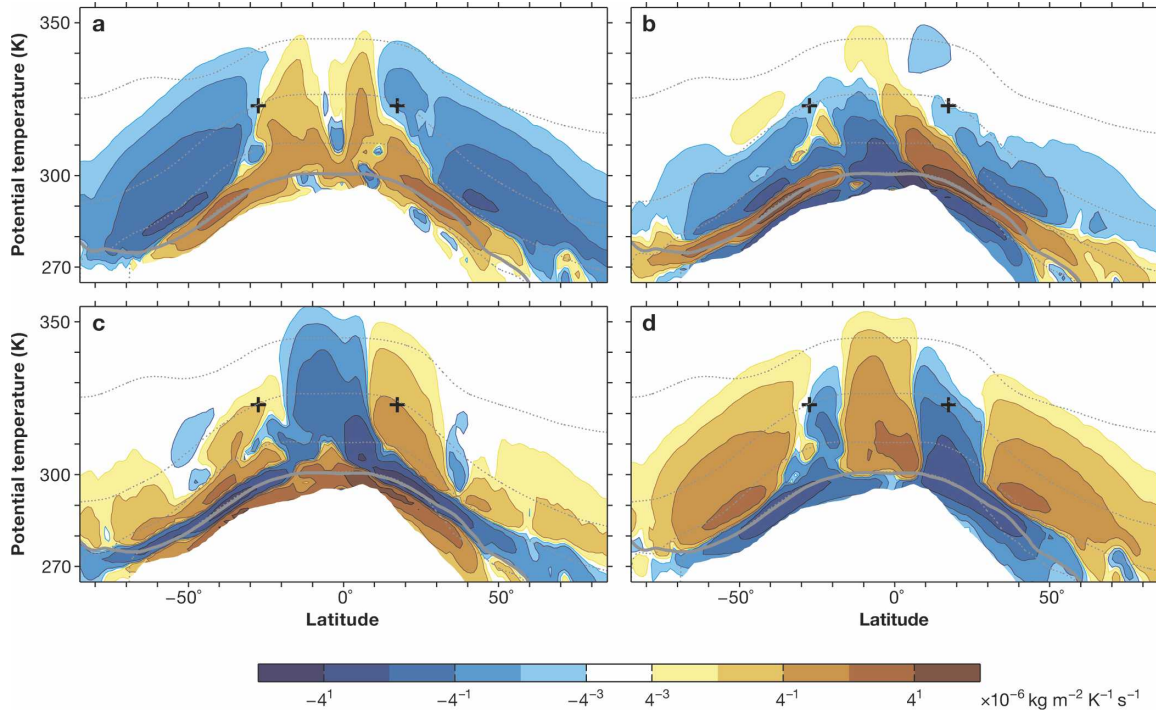 a
b
350
300
270
Potential temperature (K)
c
d
350
300
270
Potential temperature (K)
−50° 0° 50 −50° 0° 50
Latitude Latitude
−4¹ −4⁻¹ −4⁻³ 4⁻³ 4⁻¹ 4¹ ×10⁻⁶ kg m⁻² K⁻¹ s⁻¹